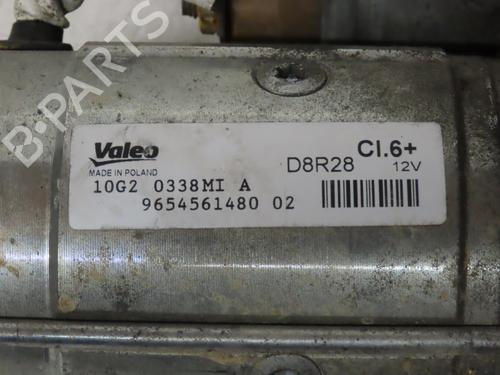 Valeo
MADE IN POLAND
D8R28
Cl.6+
12V
10G2 0338MI A
9654561480 02
B-PARTS